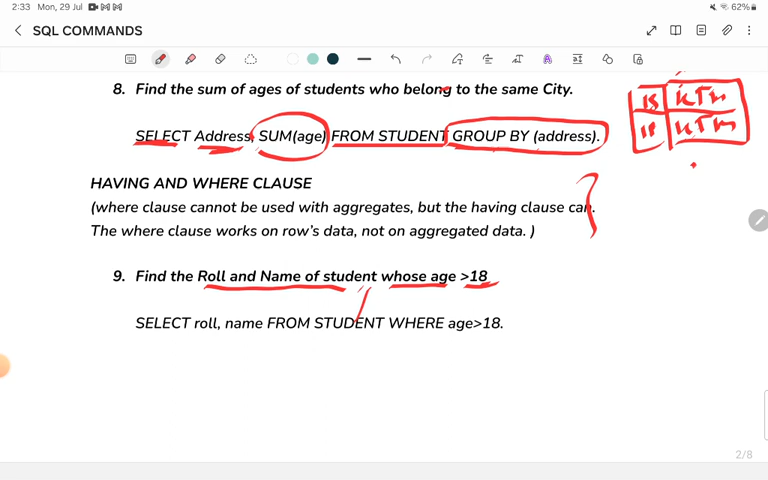 2:33 Mon, 29 Jul 62%
SQL COMMANDS
8. Find the sum of ages of students who belong to the same City.
SELECT Address, SUM(age) FROM STUDENT GROUP BY (address).
KTM
KTM
HAVING AND WHERE CLAUSE
(where clause cannot be used with aggregates, but the having clause can.
The where clause works on row's data, not on aggregated data. )
9. Find the Roll and Name of student whose age >18
SELECT roll, name FROM STUDENT WHERE age>18.
2/8